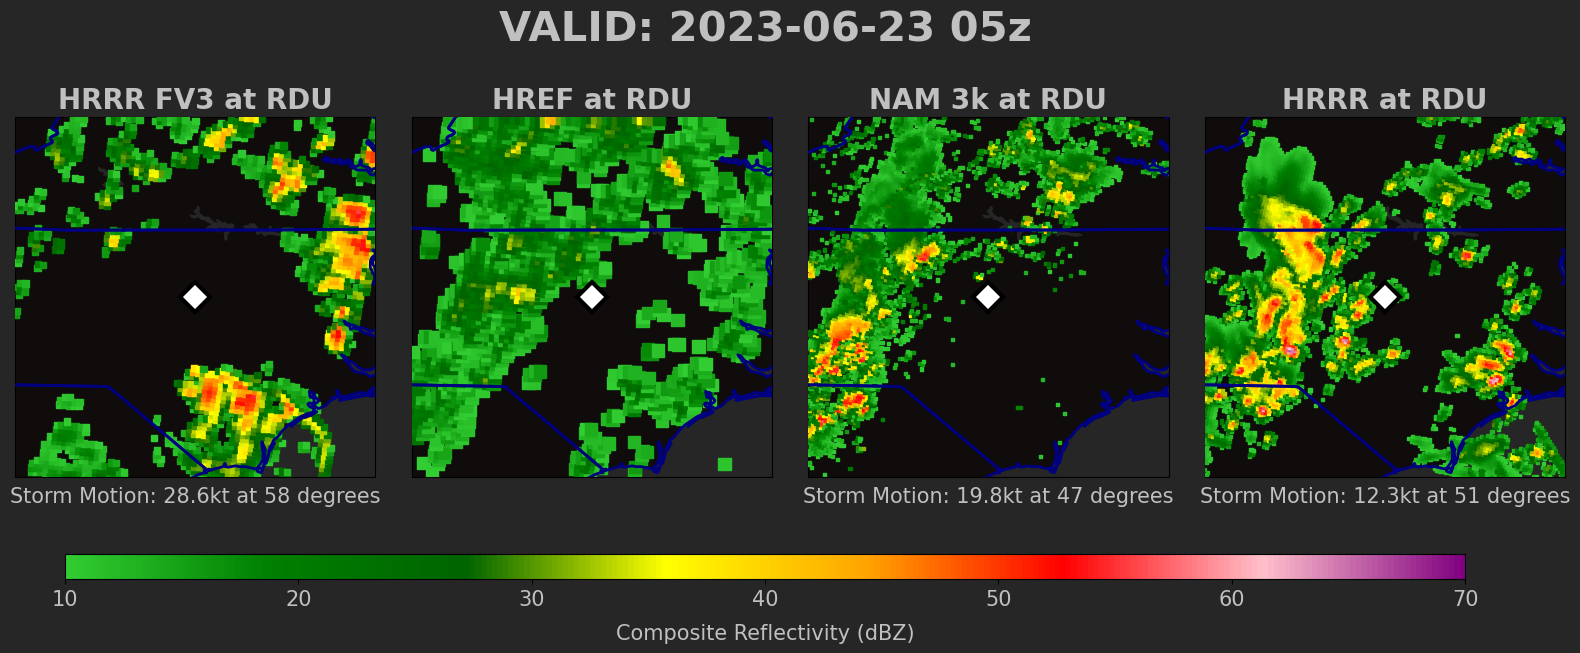 VALID: 2023-06-23 05z
HRRR FV3 at RDU
HREF at RDU
NAM 3k at RDU
HRRR at RDU
Storm Motion: 28.6kt at 58 degrees
Storm Motion: 19.8kt at 47 degrees
Storm Motion: 12.3kt at 51 degrees
10 20 30 40 50 60 70
Composite Reflectivity (dBZ)